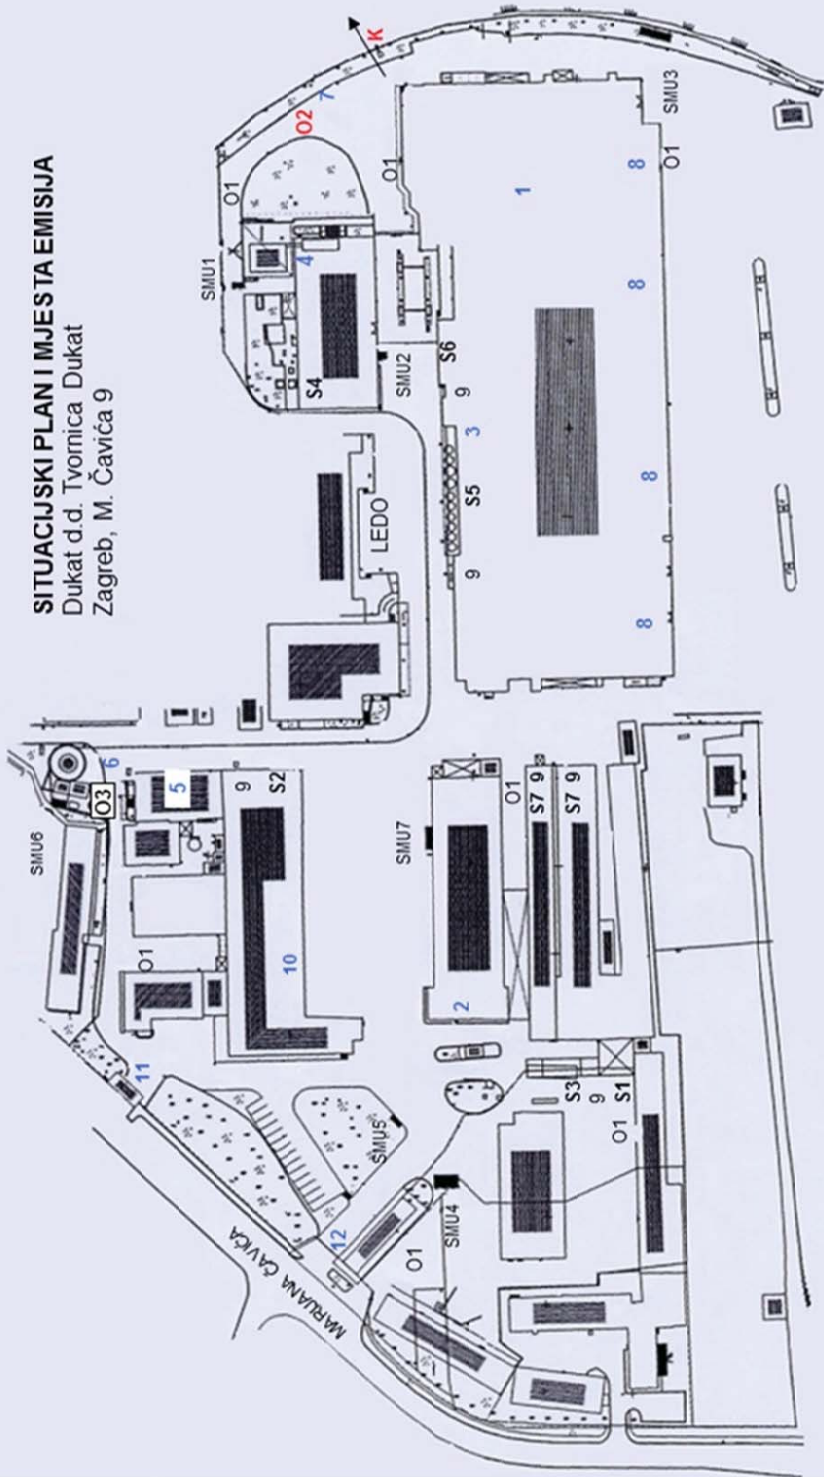 SITUACIJSKI PLAN I MJESTA EMISIJA
Dukat d.d. Tvornica Dukat
Zagreb, M. Čavića 9
SMU6
O3
6
11
O1
5
SMU1
O1
9
S2
10
4
O2
S4
7
MARIJANA ČAVIĆA
12
K
SMU5
LEDO
O1
SMU2
SMU7
O1
SMU4
2
9
S5
3
9
S6
O1
1
S7 9
S7 9
S3
9
O1
S1
8
8
8
8
O1
SMU3